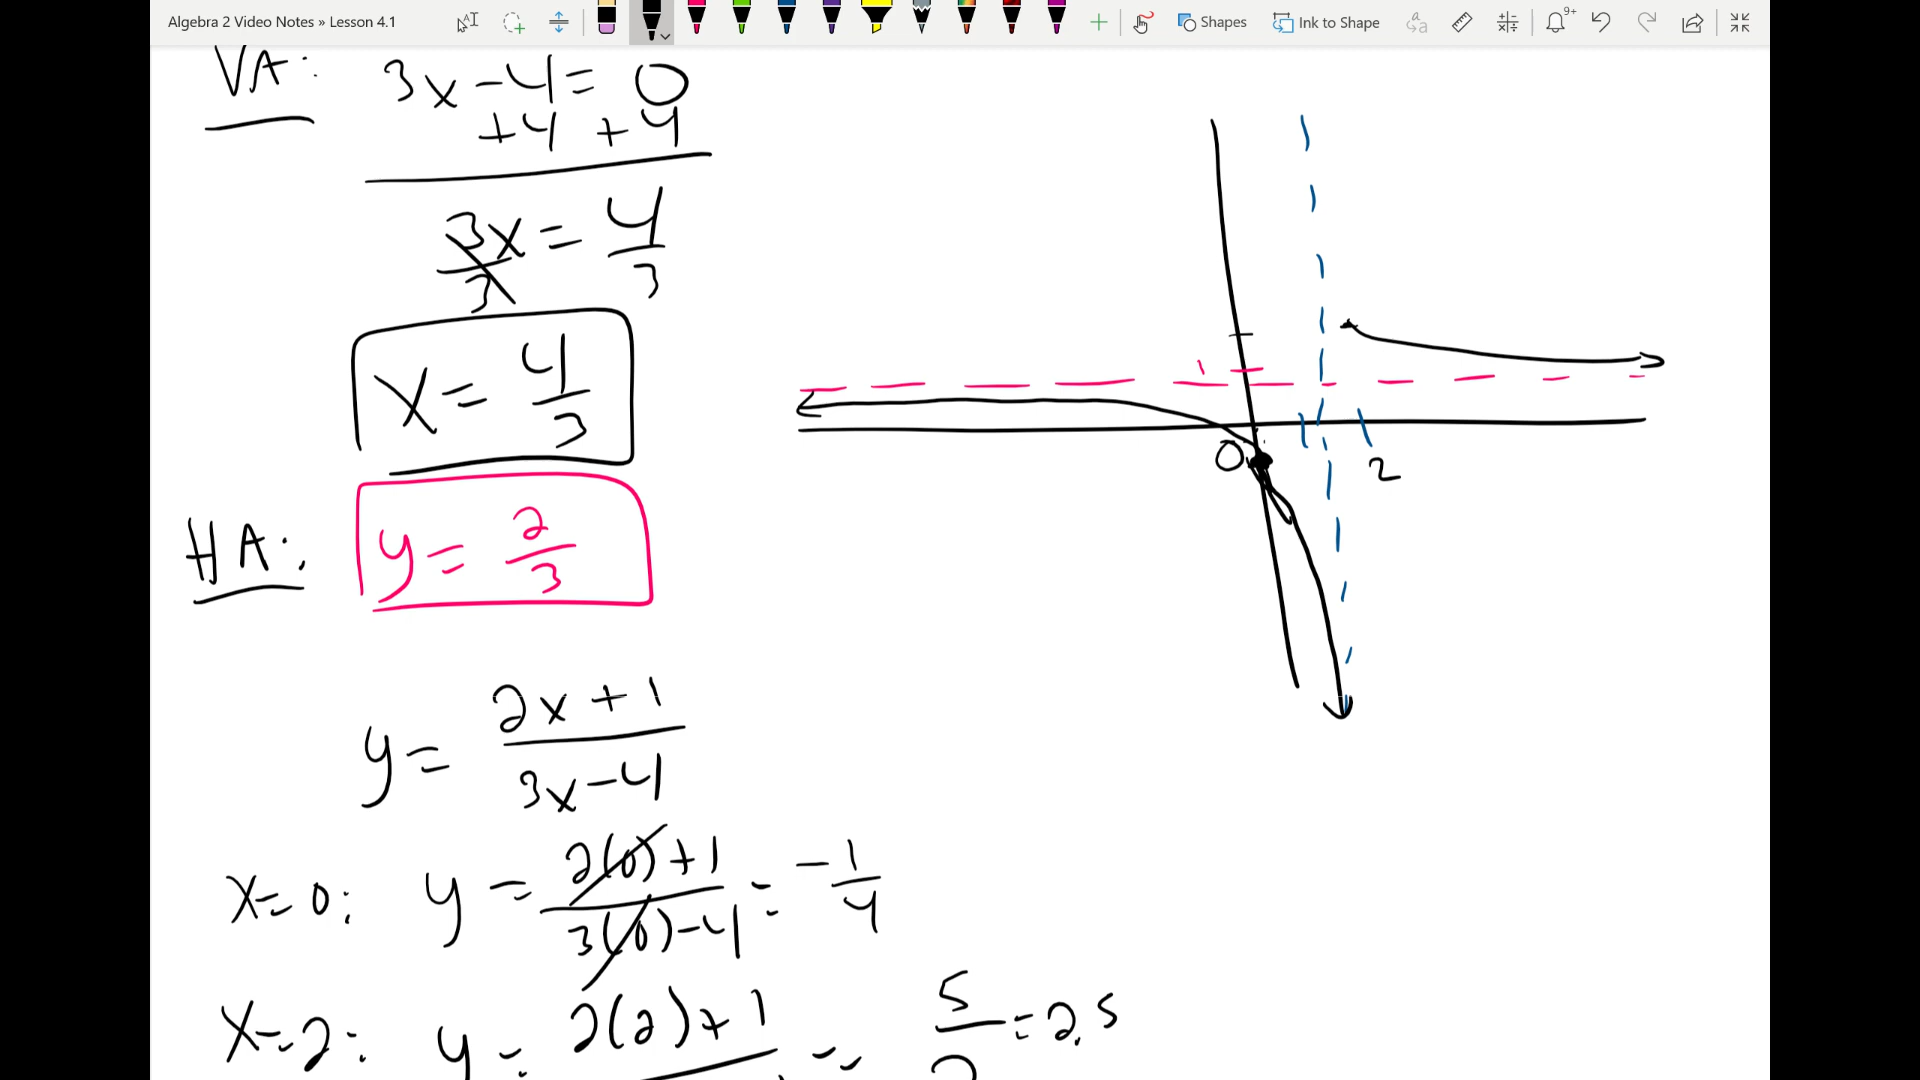 Algebra 2 Video Notes » Lesson 4.1
Shapes
Ink to Shape
9+
VA:
3x - 4 = 0
+4 +4
3x = 4
3 3
x = 4/3
HA: y = 2/3
0
2
y = 2x + 1
3x - 4
x = 0: y = 2(0) + 1 = -1/4
3(0) - 4
x = 2: y = 2(2) + 1 = 5 = 2.5